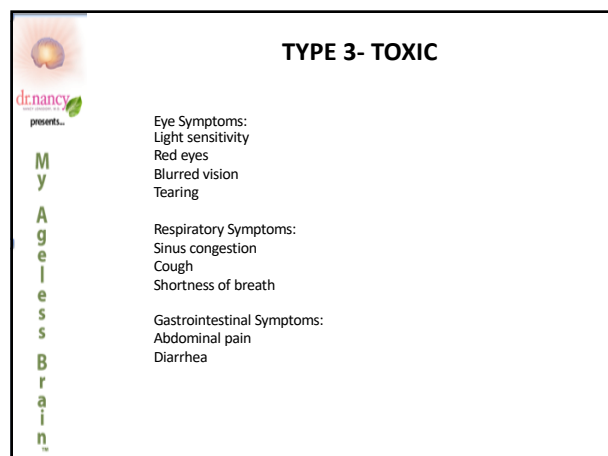 TYPE 3- TOXIC
dr.nancy
presents...
My Ageless Brain™
Eye Symptoms:
Light sensitivity
Red eyes
Blurred vision
Tearing
Respiratory Symptoms:
Sinus congestion
Cough
Shortness of breath
Gastrointestinal Symptoms:
Abdominal pain
Diarrhea